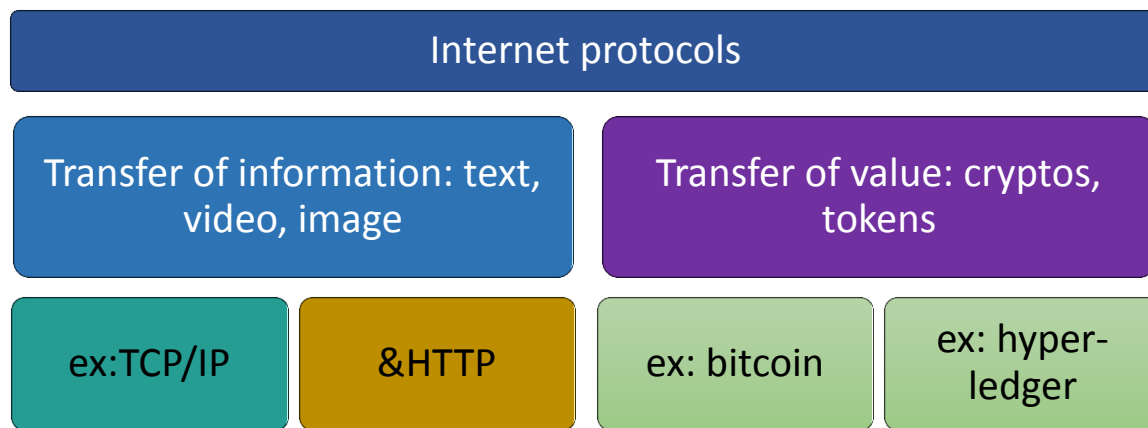 Internet protocols
Transfer of information: text,
video, image
Transfer of value: cryptos,
tokens
ex:TCP/IP
&HTTP
ex: bitcoin
ex: hyper-
ledger